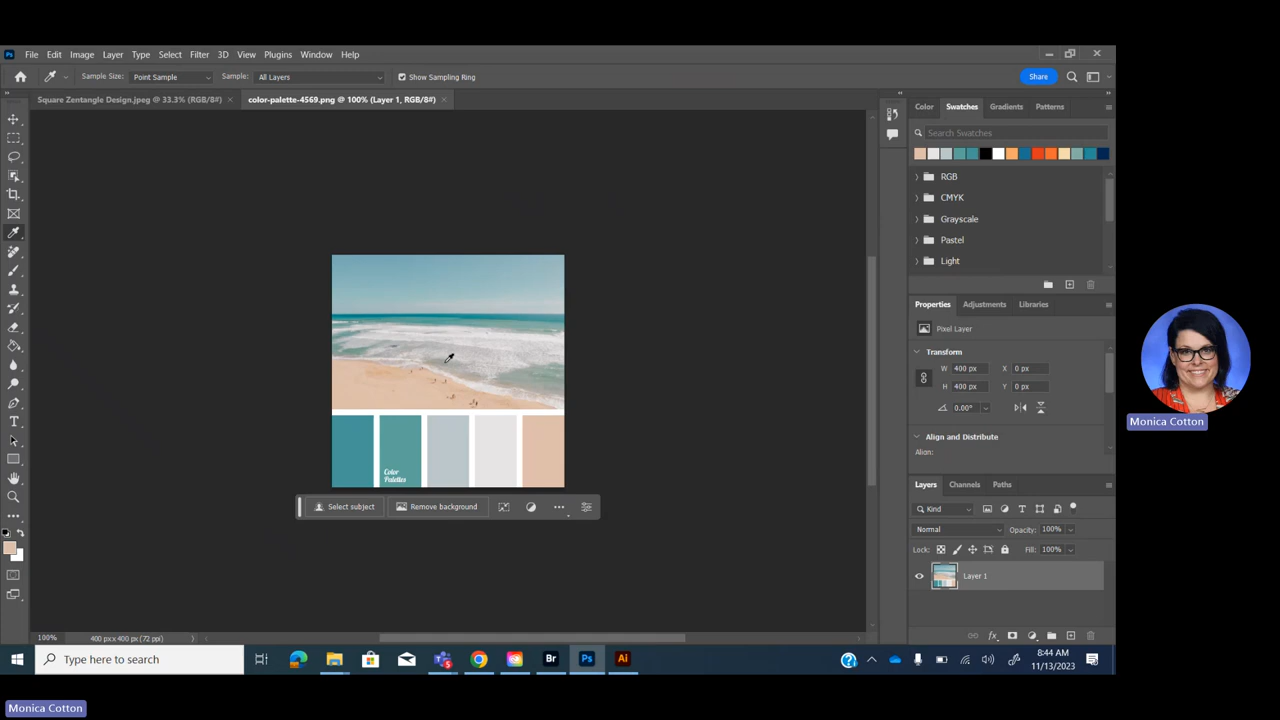 Ps File Edit Image Layer Type Select Filter 3D View Plugins Window Help
Sample Size: Point Sample Sample: All Layers Show Sampling Ring Share
Square Zentangle Design.jpeg @ 33.3% (RGB/8#) × color-palette-4569.png @ 100% (Layer 1, RGB/8#) ×
Color Swatches Gradients Patterns
Search Swatches
RGB
CMYK
Grayscale
Pastel
Light
Properties Adjustments Libraries
Pixel Layer
Transform
W 400 px X 0 px
H 400 px Y 0 px
0.00°
Align and Distribute
Align:
Color
Palettes
Select subject Remove background
Layers Channels Paths
Kind
Normal Opacity: 100%
Lock: Fill: 100%
Layer 1
100% 400 px x 400 px (72 ppi)
Type here to search
Br Ps Ai
8:44 AM
11/13/2023
Monica Cotton
Monica Cotton